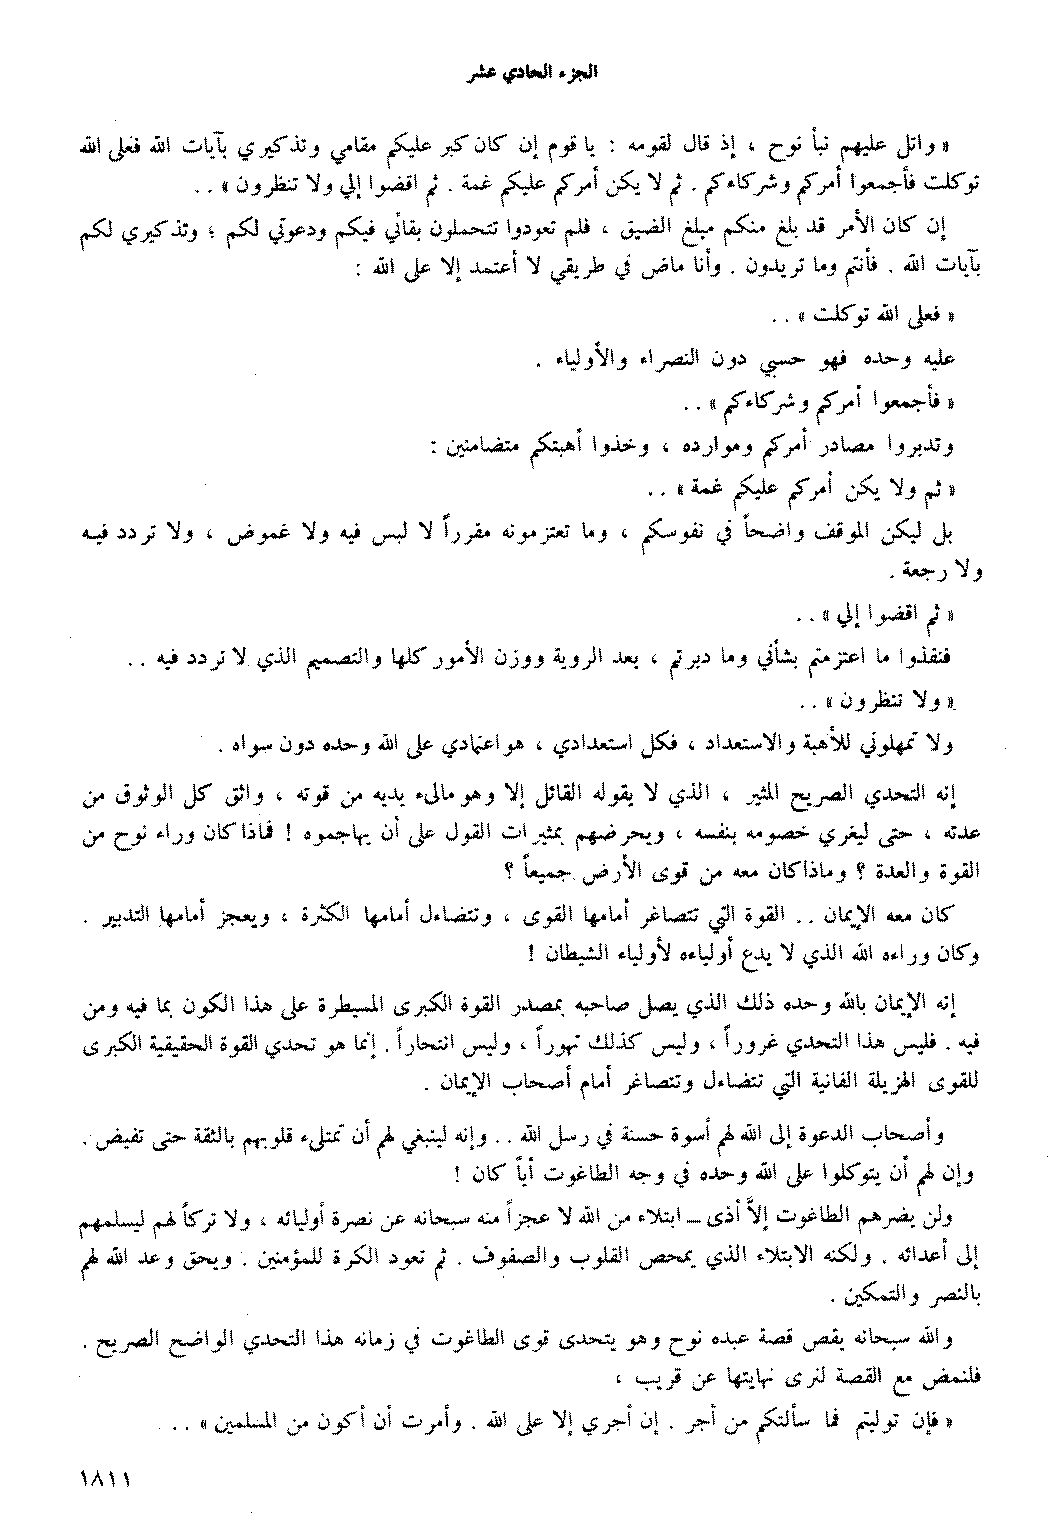 الجزء الحادي عشر
« واتل عليهم نبأ نوح ، إذ قال لقومه : يا قوم إن كان كبر عليكم مقامي وتذكيري بآيات الله فعلى الله
توكلت فأجمعوا أمركم وشركاءكم . ثم لا يكن أمركم عليكم غمة . ثم اقضوا إلي ولا تنظرون » . .
إن كان الأمر قد بلغ منكم مبلغ الضيق ، فلم تعودوا تتحملون بقائي فيكم ودعوتي لكم ؛ وتذكيري لكم
بآيات الله . فأنتم وما تريدون . وأنا ماض في طريقي لا أعتمد إلا على الله :
« فعلى الله توكلت » . .
عليه وحده فهو حسبي دون النصراء والأولياء .
« فأجمعوا أمركم وشركاءكم » . .
وتدبروا مصادر أمركم وموارده ، وخذوا أهبتكم متضامنين :
« ثم ولا يكن أمركم عليكم غمة » . .
بل ليكن الموقف واضحاً في نفوسكم ، وما تعتزمونه مقرراً لا لبس فيه ولا غموض ، ولا تردد فيه
ولا رجعة .
« ثم اقضوا إلي » . .
فنفذوا ما اعتزمتم بشأني وما دبرتم ، بعد الروية ووزن الأمور كلها والتصميم الذي لا تردد فيه . .
« ولا تنظرون » . .
ولا تمهلوني للأهبة والاستعداد ، فكل استعدادي ، هو اعتمادي على الله وحده دون سواه .
إنه التحدي الصريح المثير ، الذي لا يقوله القائل إلا وهو مالىء يديه من قوته ، واثق كل الوثوق من
عدته ، حتى ليغري خصومه بنفسه ، ويحرضهم بمثيرات القول على أن يهاجموه ! فماذا كان وراء نوح من
القوة والعدة ؟ وماذا كان معه من قوى الأرض جميعاً ؟
كان معه الإيمان . . القوة التي تتصاغر أمامها القوى ، وتتضاءل أمامها الكثرة ، ويعجز أمامها التدبير .
وكان وراءه الله الذي لا يدع أولياءه لأولياء الشيطان !
إنه الإيمان بالله وحده ذلك الذي يصل صاحبه بمصدر القوة الكبرى المسيطرة على هذا الكون بما فيه ومن
فيه . فليس هذا التحدي غروراً ، وليس كذلك تهوراً ، وليس انتحاراً . إنما هو تحدي القوة الحقيقية الكبرى
للقوى الهزيلة الفانية التي تتضاءل وتتصاغر أمام أصحاب الإيمان .
وأصحاب الدعوة إلى الله لهم أسوة حسنة في رسل الله . . وإنه لينبغي لهم أن تمتلىء قلوبهم بالثقة حتى تفيض .
وإن لهم أن يتوكلوا على الله وحده في وجه الطاغوت أياً كان !
ولن يضرهم الطاغوت إلاَّ أذى – ابتلاء من الله لا عجزاً منه سبحانه عن نصرة أوليائه ، ولا تركاً لهم ليسلمهم
إلى أعدائه . ولكنه الابتلاء الذي يمحص القلوب والصفوف . ثم تعود الكرة للمؤمنين . ويحق وعد الله لهم
بالنصر والتمكين .
والله سبحانه يقص قصة عبده نوح وهو يتحدى قوى الطاغوت في زمانه هذا التحدي الواضح الصريح .
فلنمض مع القصة لنرى نهايتها عن قريب ،
« فإن توليتم فما سألتكم من أجر . إن أجري إلا على الله . وأمرت أن أكون من المسلمين » . . .
١٨١١